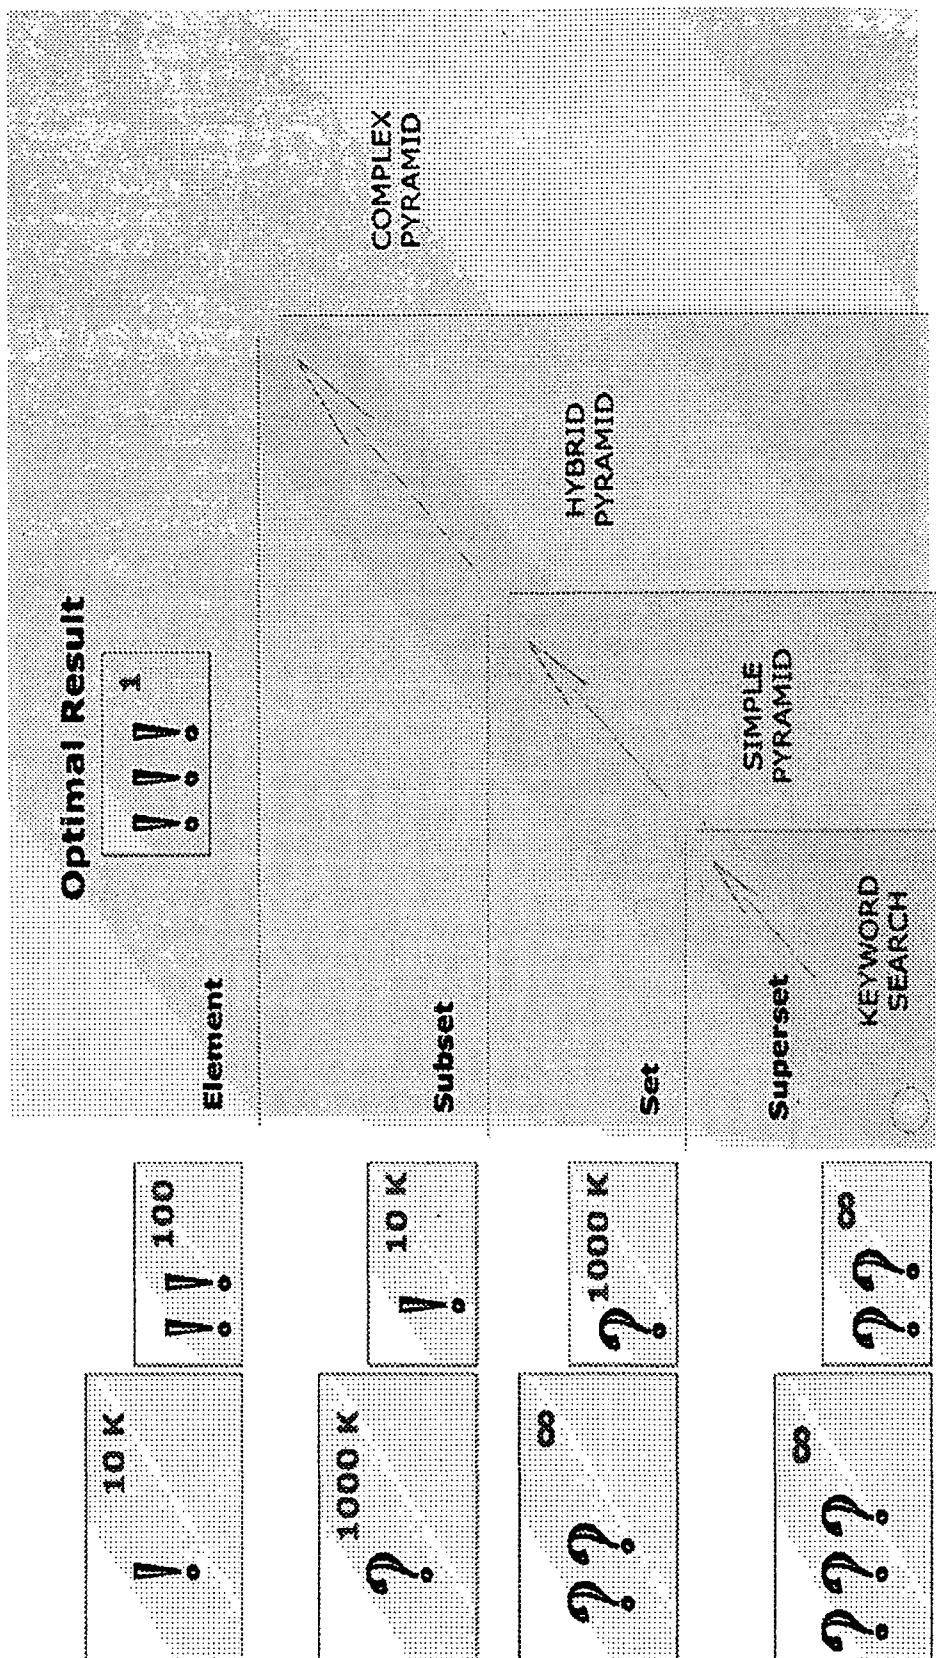 Optimal Result
! 10 K
!! 100
!!! 1
Element
? 1000 K
! 10 K
Subset
COMPLEX
PYRAMID
?? ∞
? 1000 K
Set
HYBRID
PYRAMID
??? ∞
?? ∞
Superset
SIMPLE
PYRAMID
KEYWORD
SEARCH